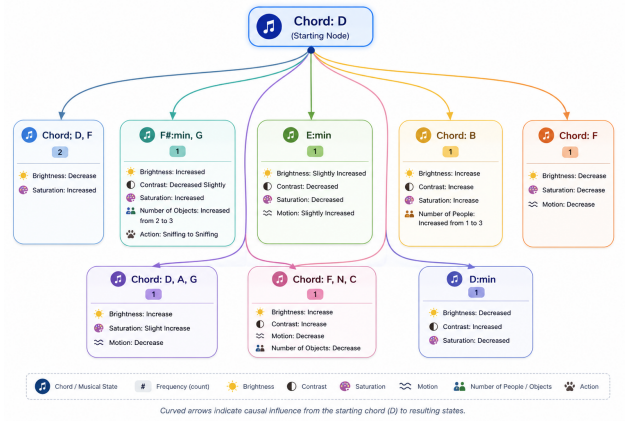 Chord: D
(Starting Node)
Chord; D, F
2
Brightness: Decrease
Saturation: Increased
F#:min, G
1
Brightness: Increased
Contrast: Decreased Slightly
Saturation: Increased
Number of Objects: Increased
from 2 to 3
Action: Sniffing to Sniffing
E:min
1
Brightness: Slightly Increased
Contrast: Decreased
Saturation: Decreased
Motion: Slightly Increased
Chord: B
1
Brightness: Increase
Contrast: Increase
Saturation: Increase
Number of People:
Increased from 1 to 3
Chord: F
1
Brightness: Decrease
Saturation: Decrease
Motion: Decrease
Chord: D, A, G
1
Brightness: Increase
Saturation: Slight Increase
Motion: Decrease
Chord: F, N, C
1
Brightness: Increase
Contrast: Increase
Motion: Decrease
Number of Objects: Decrease
D:min
1
Brightness: Decreased
Contrast: Increased
Saturation: Decreased
Chord / Musical State
# Frequency (count)
Brightness
Contrast
Saturation
Motion
Number of People / Objects
Action
Curved arrows indicate causal influence from the starting chord (D) to resulting states.